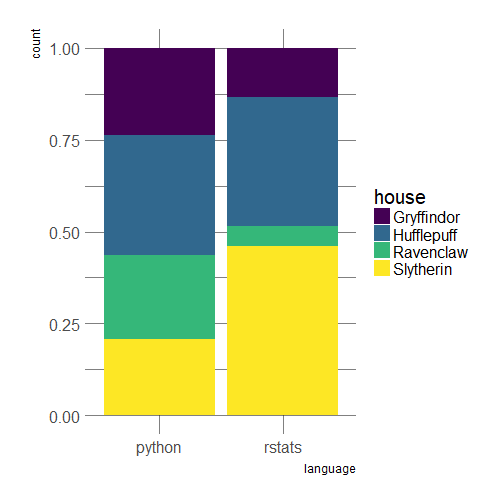 count
1.00
0.75
0.50
0.25
0.00
python rstats
language
house
Gryffindor
Hufflepuff
Ravenclaw
Slytherin